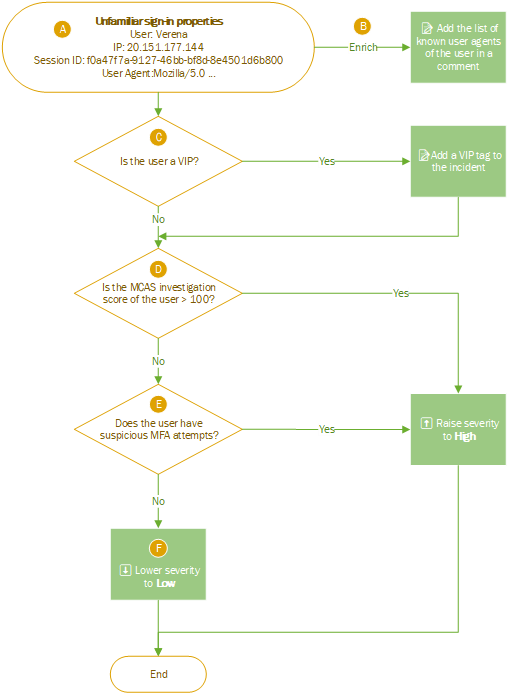 A
Unfamiliar sign-in properties
User: Verena
IP: 20.151.177.144
Session ID: f0a47f7a-9127-46bb-bf8d-8e4501d6b800
User Agent:Mozilla/5.0 ...
B
Enrich
Add the list of
known user agents
of the user in a
comment
C
Is the user a VIP?
Yes
Add a VIP tag to
the incident
No
D
Is the MCAS investigation
score of the user > 100?
Yes
No
E
Does the user have
suspicious MFA attempts?
Yes
Raise severity
to High
No
F
Lower severity
to Low
End